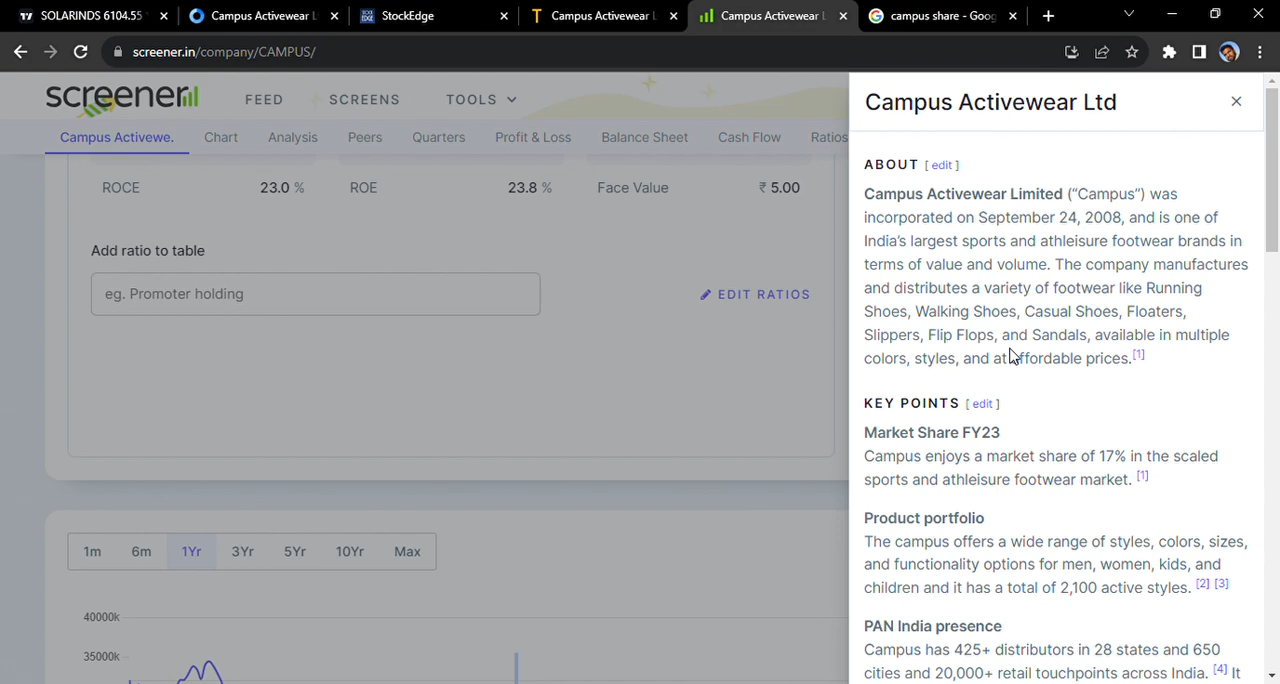 SOLARINDS 6104.55
Campus Activewear L
StockEdge
Campus Activewear L
Campus Activewear L
campus share - Goog
screener.in/company/CAMPUS/
screener
FEED
SCREENS
TOOLS
Campus Activewe.
Chart
Analysis
Peers
Quarters
Profit & Loss
Balance Sheet
Cash Flow
Ratios
ROCE 23.0 %
ROE 23.8 %
Face Value ₹ 5.00
Add ratio to table
eg. Promoter holding
EDIT RATIOS
1m 6m 1Yr 3Yr 5Yr 10Yr Max
40000k
35000k
Campus Activewear Ltd
ABOUT [ edit ]
Campus Activewear Limited (“Campus”) was
incorporated on September 24, 2008, and is one of
India’s largest sports and athleisure footwear brands in
terms of value and volume. The company manufactures
and distributes a variety of footwear like Running
Shoes, Walking Shoes, Casual Shoes, Floaters,
Slippers, Flip Flops, and Sandals, available in multiple
colors, styles, and at affordable prices.[1]
KEY POINTS [ edit ]
Market Share FY23
Campus enjoys a market share of 17% in the scaled
sports and athleisure footwear market. [1]
Product portfolio
The campus offers a wide range of styles, colors, sizes,
and functionality options for men, women, kids, and
children and it has a total of 2,100 active styles. [2] [3]
PAN India presence
Campus has 425+ distributors in 28 states and 650
cities and 20,000+ retail touchpoints across India. [4] It